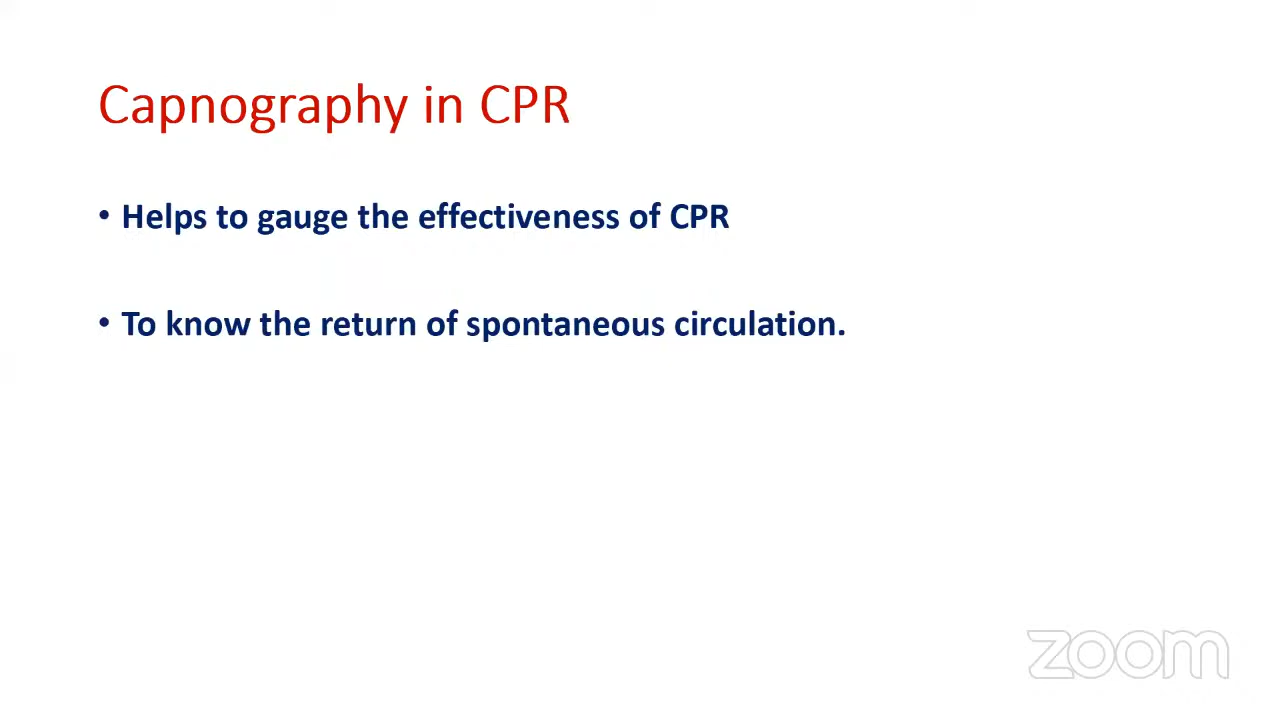 Capnography in CPR
• Helps to gauge the effectiveness of CPR
• To know the return of spontaneous circulation.
zoom